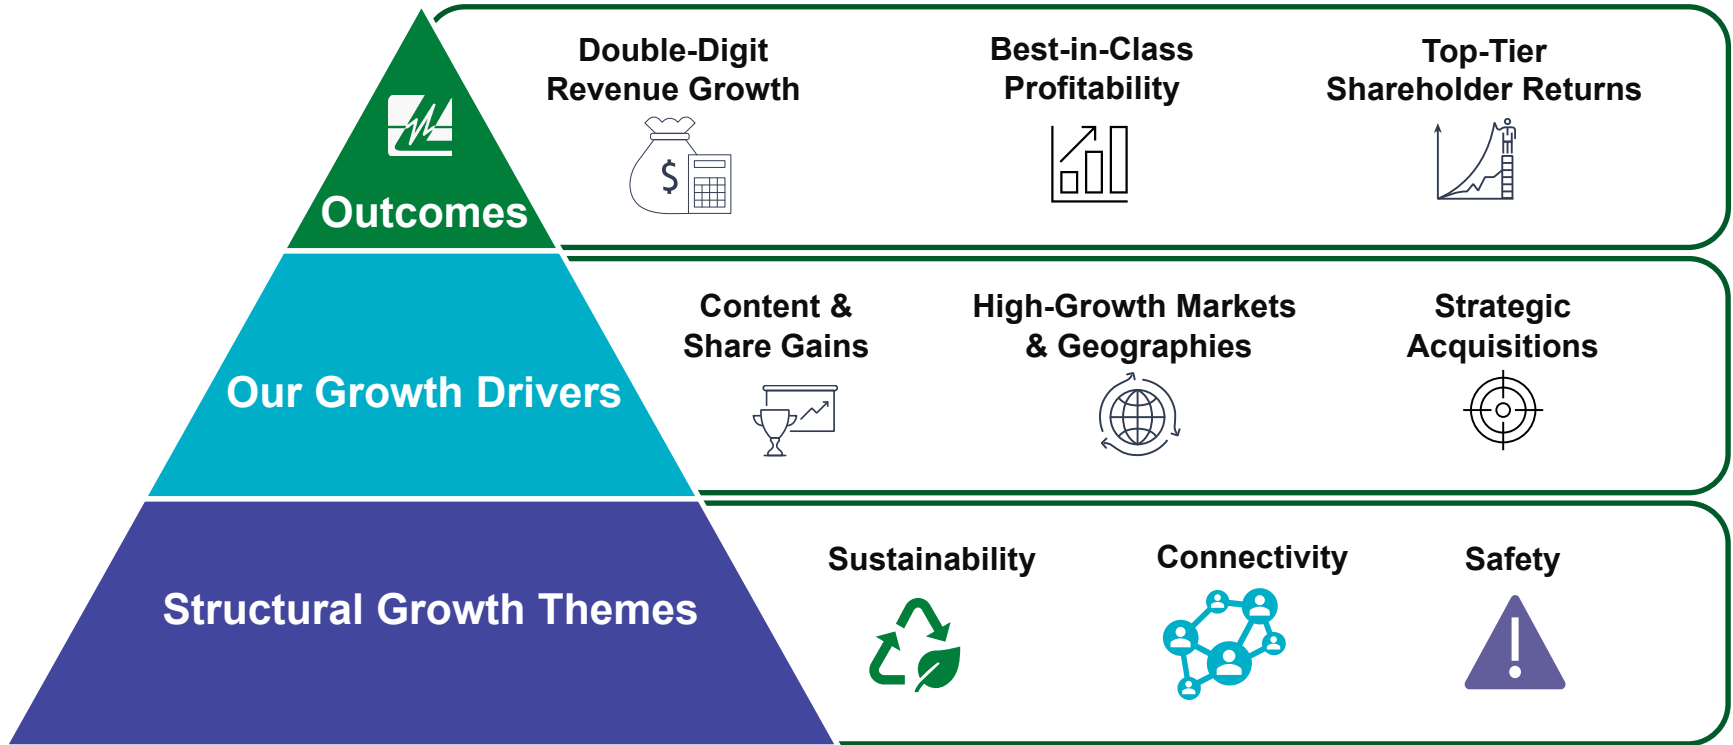 Outcomes
Double-Digit
Revenue Growth
$
Best-in-Class
Profitability
Top-Tier
Shareholder Returns
Our Growth Drivers
Content &
Share Gains
High-Growth Markets
& Geographies
Strategic
Acquisitions
Structural Growth Themes
Sustainability
Connectivity
Safety
!